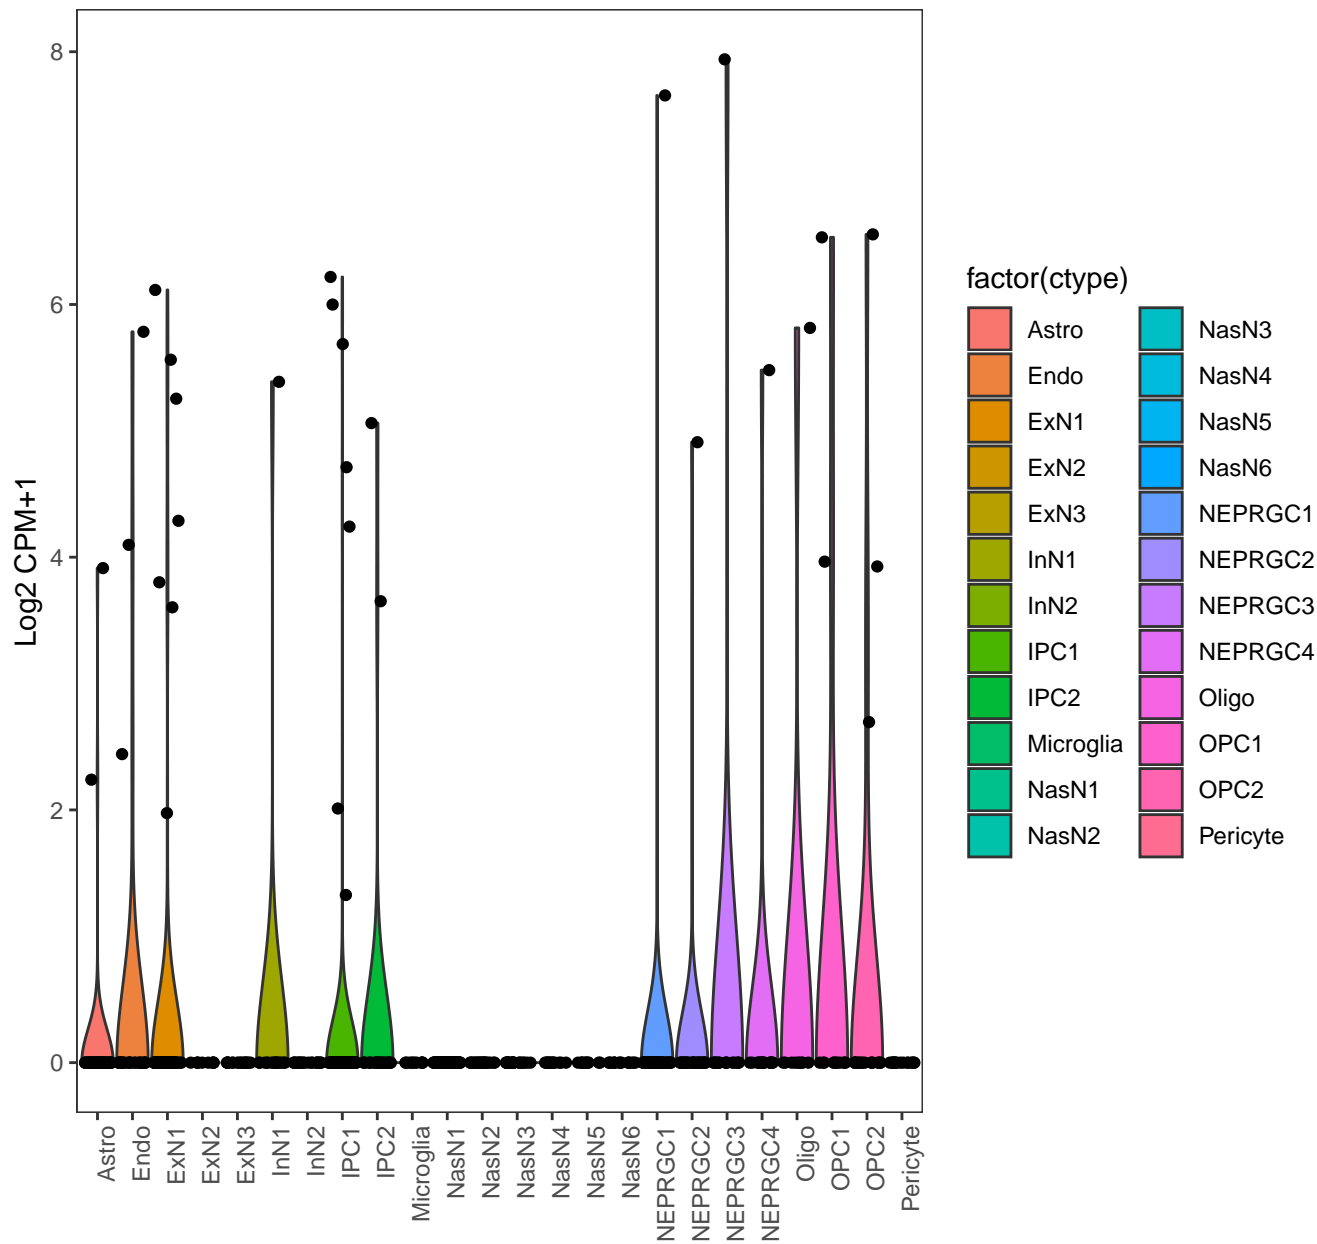 Log2 CPM+1
8
6
4
2
0
Astro
Endo
ExN1
ExN2
ExN3
InN1
InN2
IPC1
IPC2
Microglia
NasN1
NasN2
NasN3
NasN4
NasN5
NasN6
NEPRGC1
NEPRGC2
NEPRGC3
NEPRGC4
Oligo
OPC1
OPC2
Pericyte
factor(ctype)
Astro
Endo
ExN1
ExN2
ExN3
InN1
InN2
IPC1
IPC2
Microglia
NasN1
NasN2
NasN3
NasN4
NasN5
NasN6
NEPRGC1
NEPRGC2
NEPRGC3
NEPRGC4
Oligo
OPC1
OPC2
Pericyte